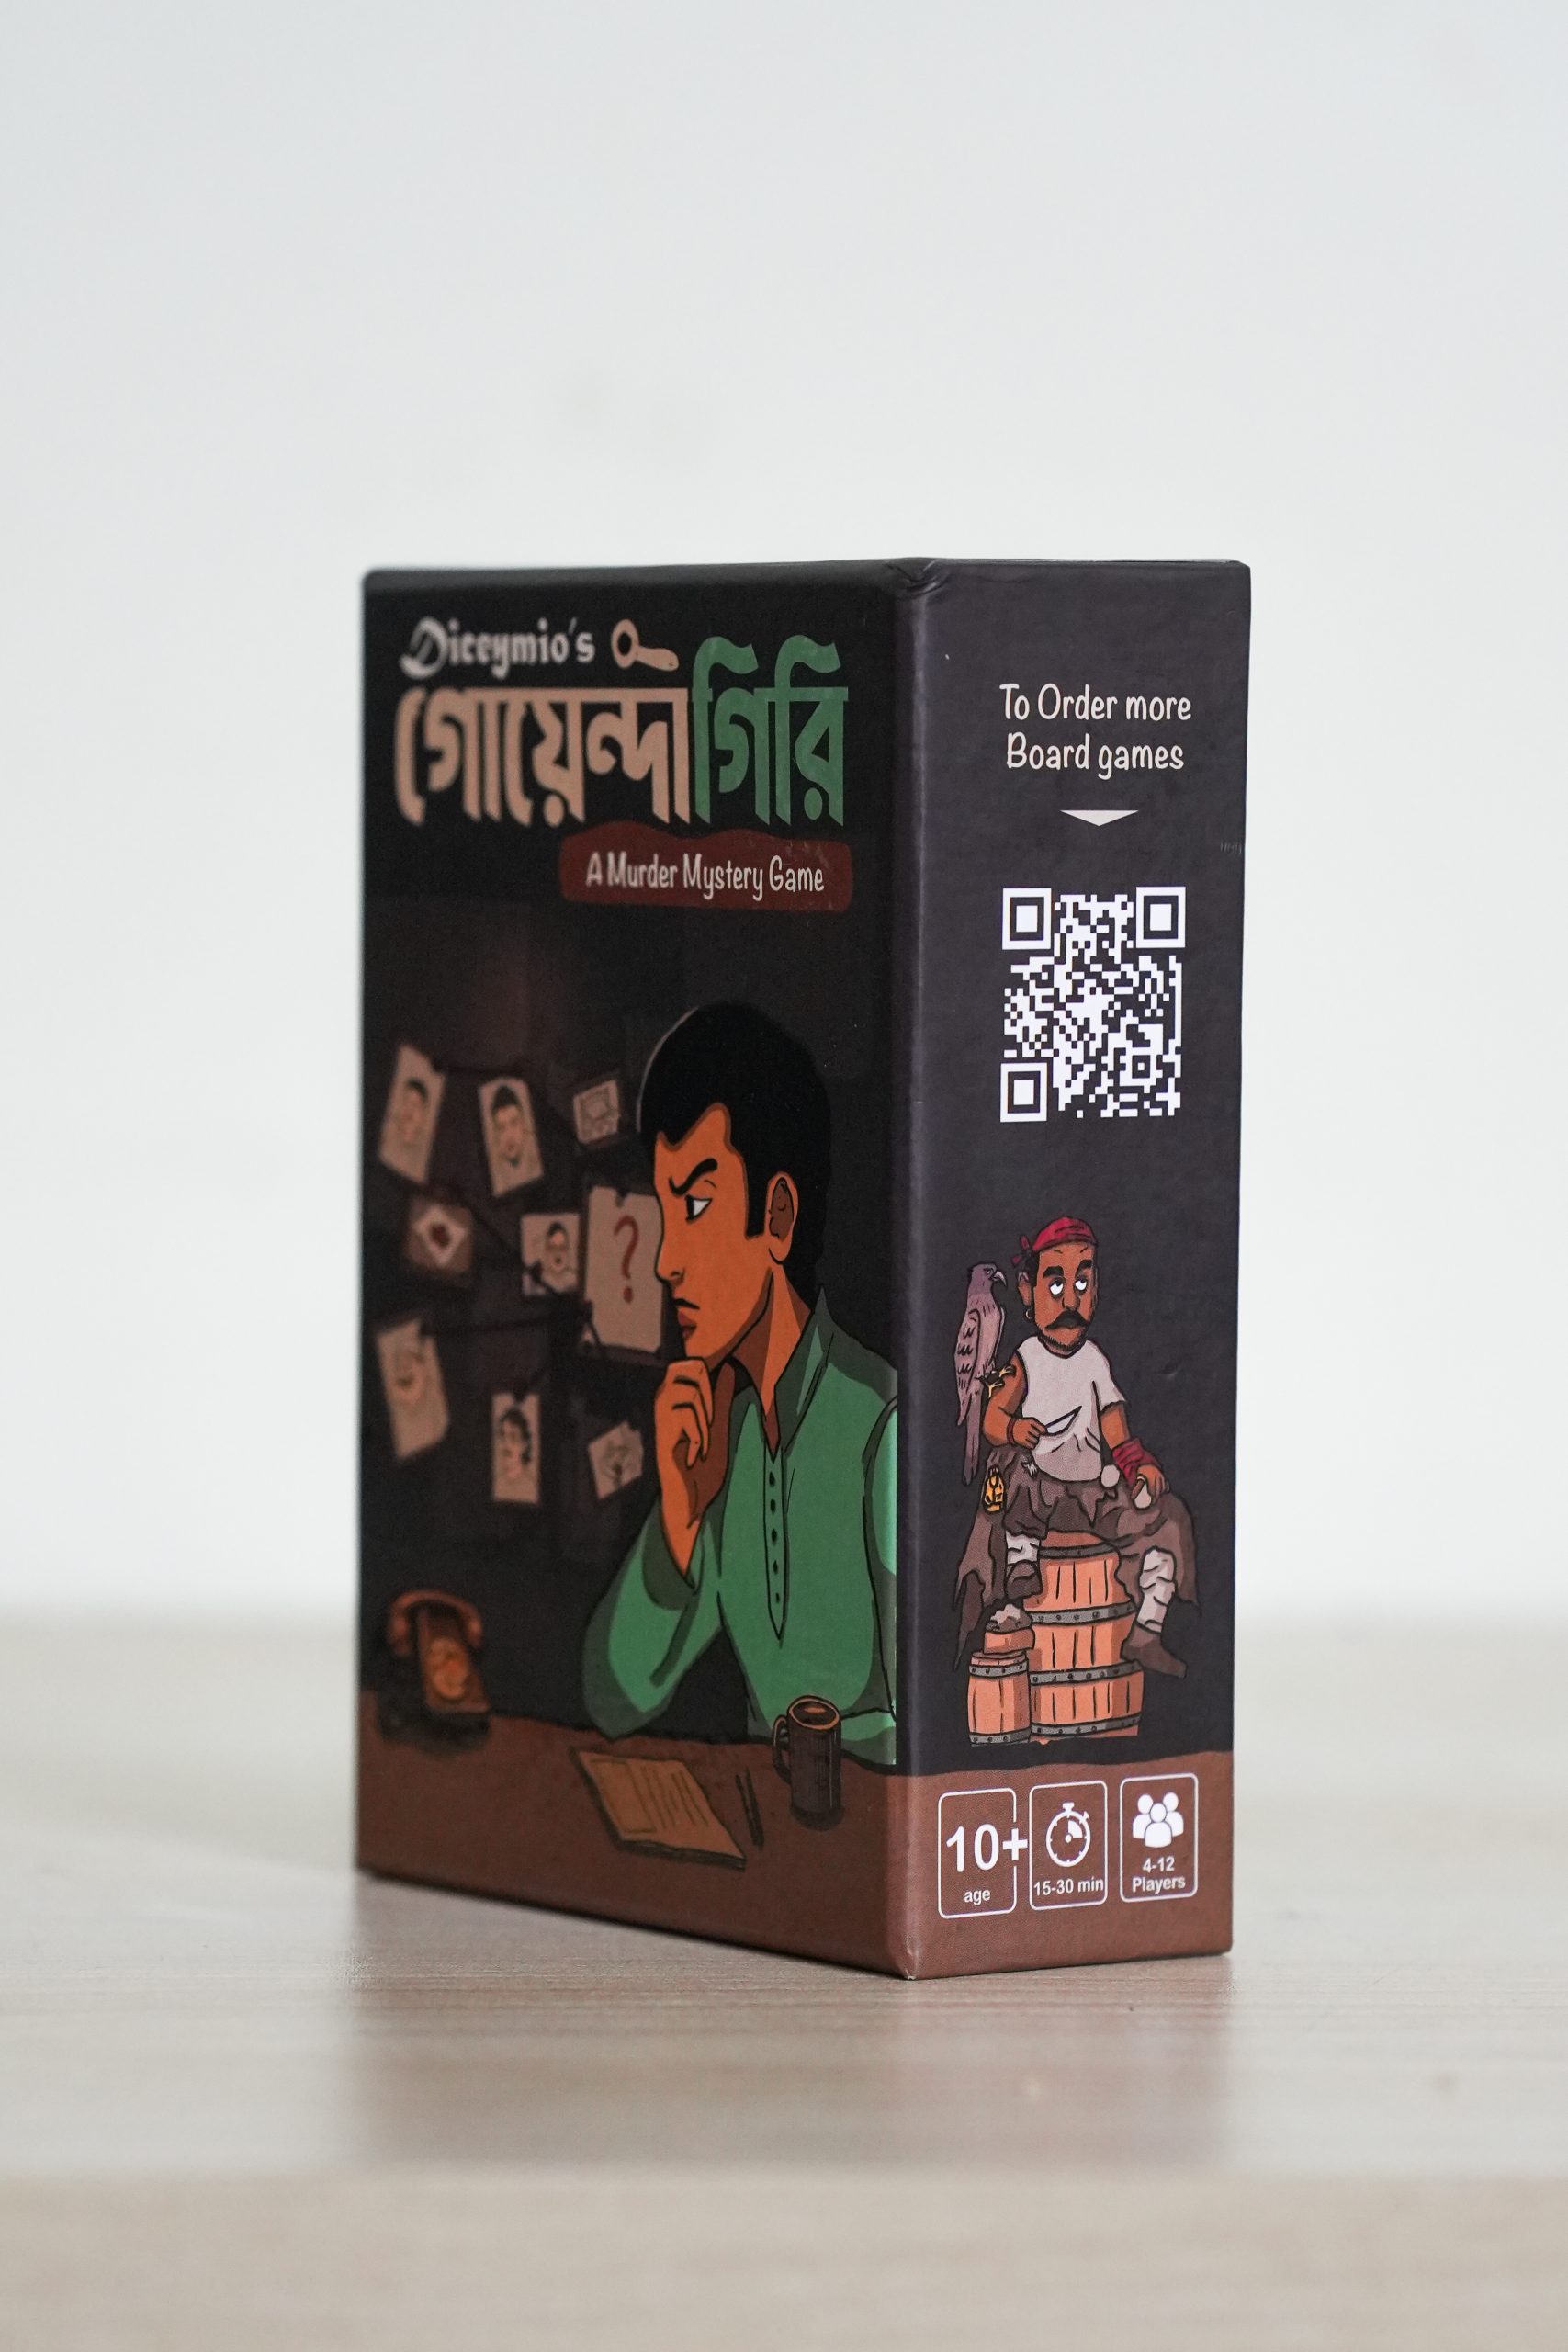 Diceymio's
গোয়েন্দাগিরি
A Murder Mystery Game
?
To Order more
Board games
10+
age
15-30 min
4-12
Players